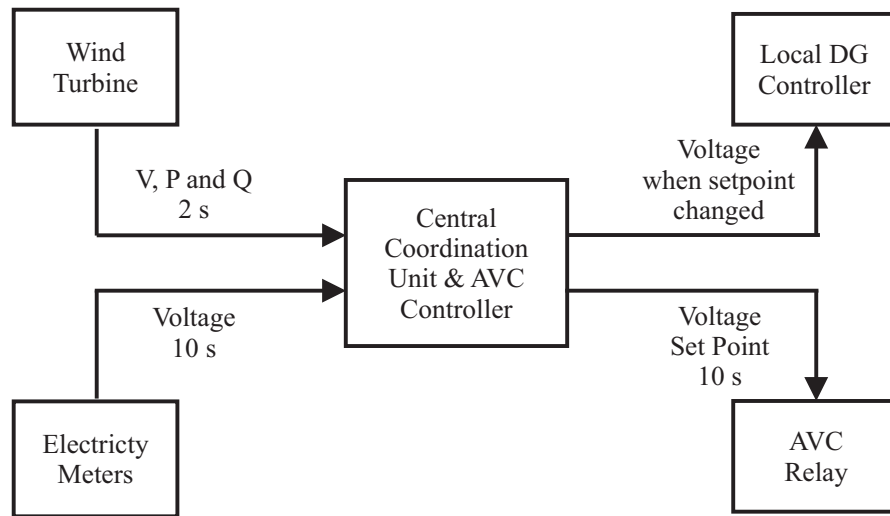 Wind
Turbine
Local DG
Controller
V, P and Q
2 s
Voltage
when setpoint
changed
Central
Coordination
Unit & AVC
Controller
Voltage
10 s
Voltage
Set Point
10 s
Electricty
Meters
AVC
Relay